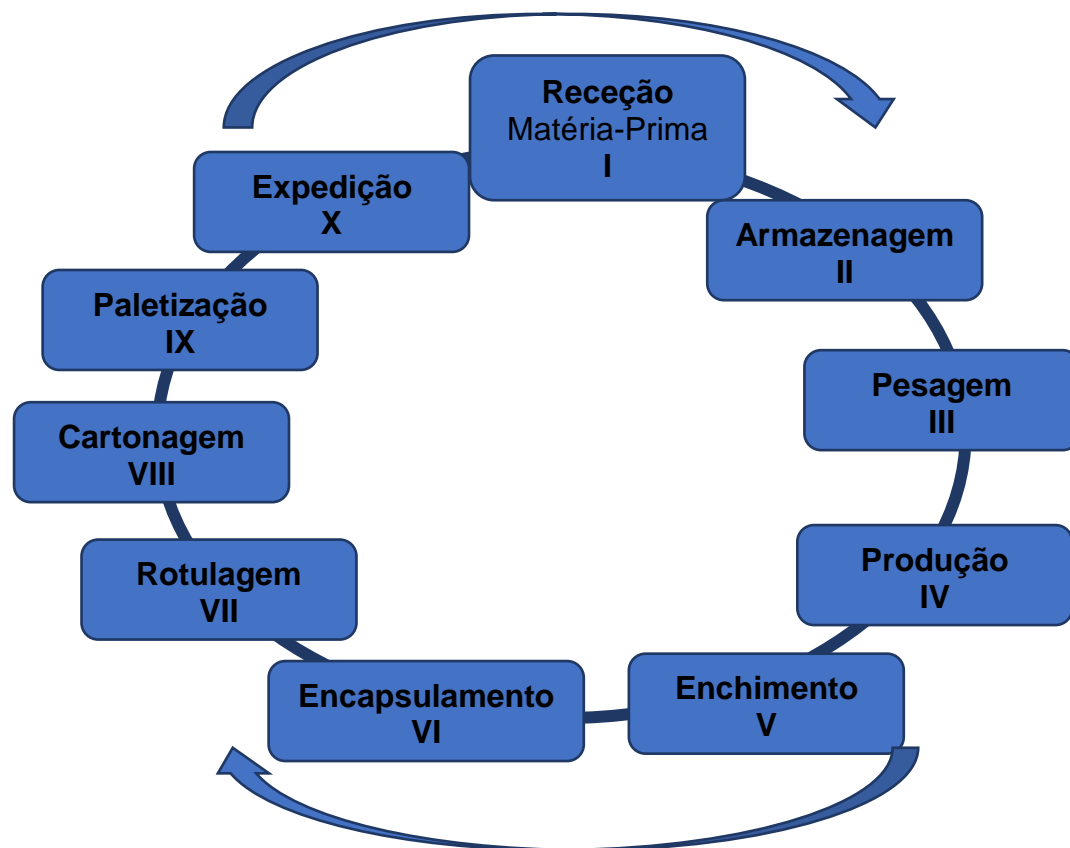 Receção
Matéria-Prima
I
Armazenagem
II
Pesagem
III
Produção
IV
Enchimento
V
Encapsulamento
VI
Rotulagem
VII
Cartonagem
VIII
Paletização
IX
Expedição
X